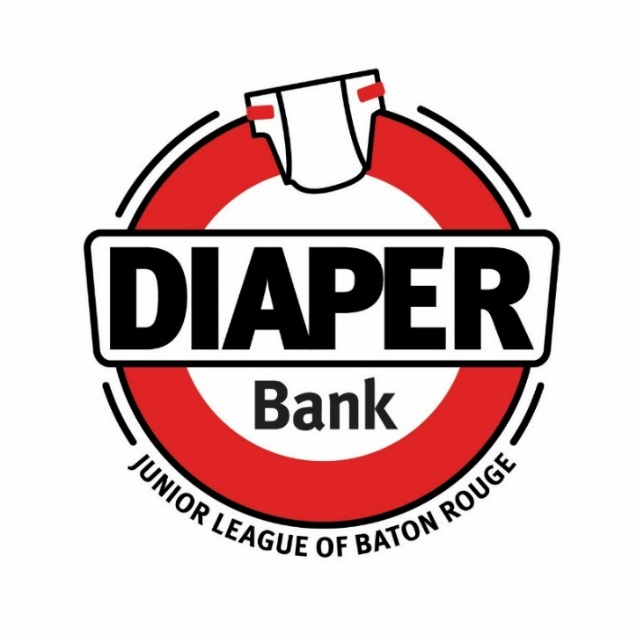 DIAPER
Bank
JUNIOR LEAGUE OF BATON ROUGE